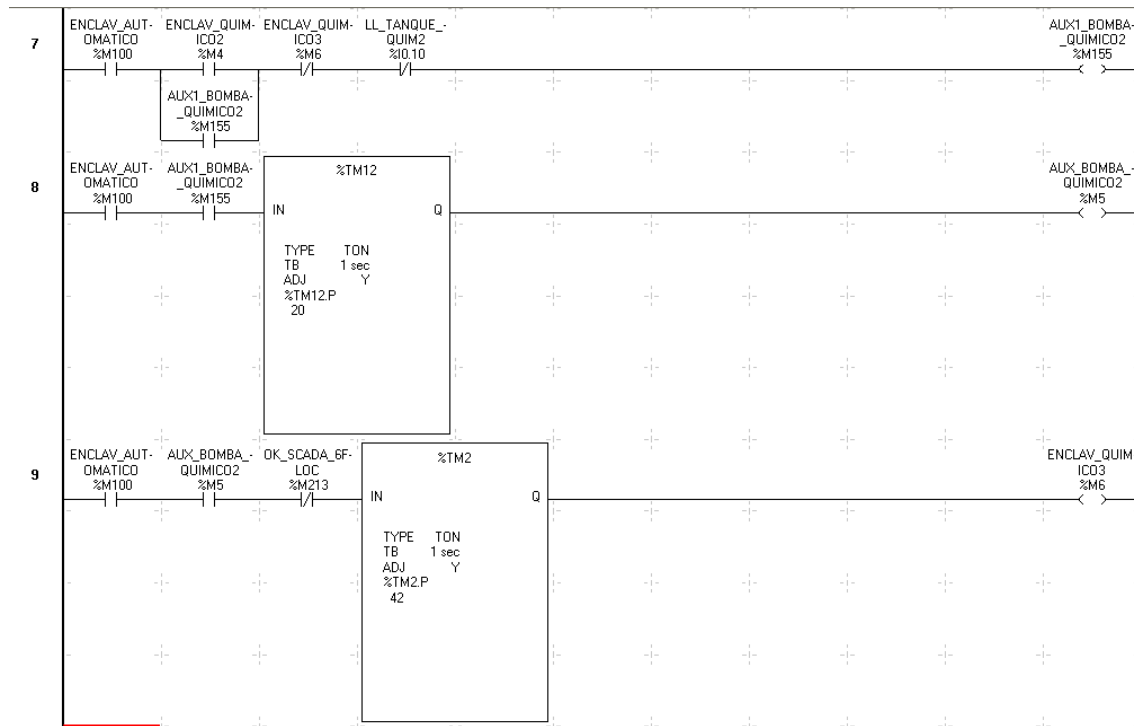 7
ENCLAV_AUT-
OMATICO
%M100
ENCLAV_QUIM-
ICO2
%M4
ENCLAV_QUIM-
ICO3
%M6
LL_TANQUE_-
QUIM2
%I0.10
AUX1_BOMBA-
_QUIMICO2
%M155
AUX1_BOMBA-
_QUIMICO2
%M155
8
ENCLAV_AUT-
OMATICO
%M100
AUX1_BOMBA-
_QUIMICO2
%M155
%TM12
IN Q
TYPE TON
TB 1 sec
ADJ Y
%TM12.P
20
AUX_BOMBA_-
QUIMICO2
%M5
9
ENCLAV_AUT-
OMATICO
%M100
AUX_BOMBA_-
QUIMICO2
%M5
OK_SCADA_6F-
LOC
%M213
%TM2
IN Q
TYPE TON
TB 1 sec
ADJ Y
%TM2.P
42
ENCLAV_QUIM
ICO3
%M6